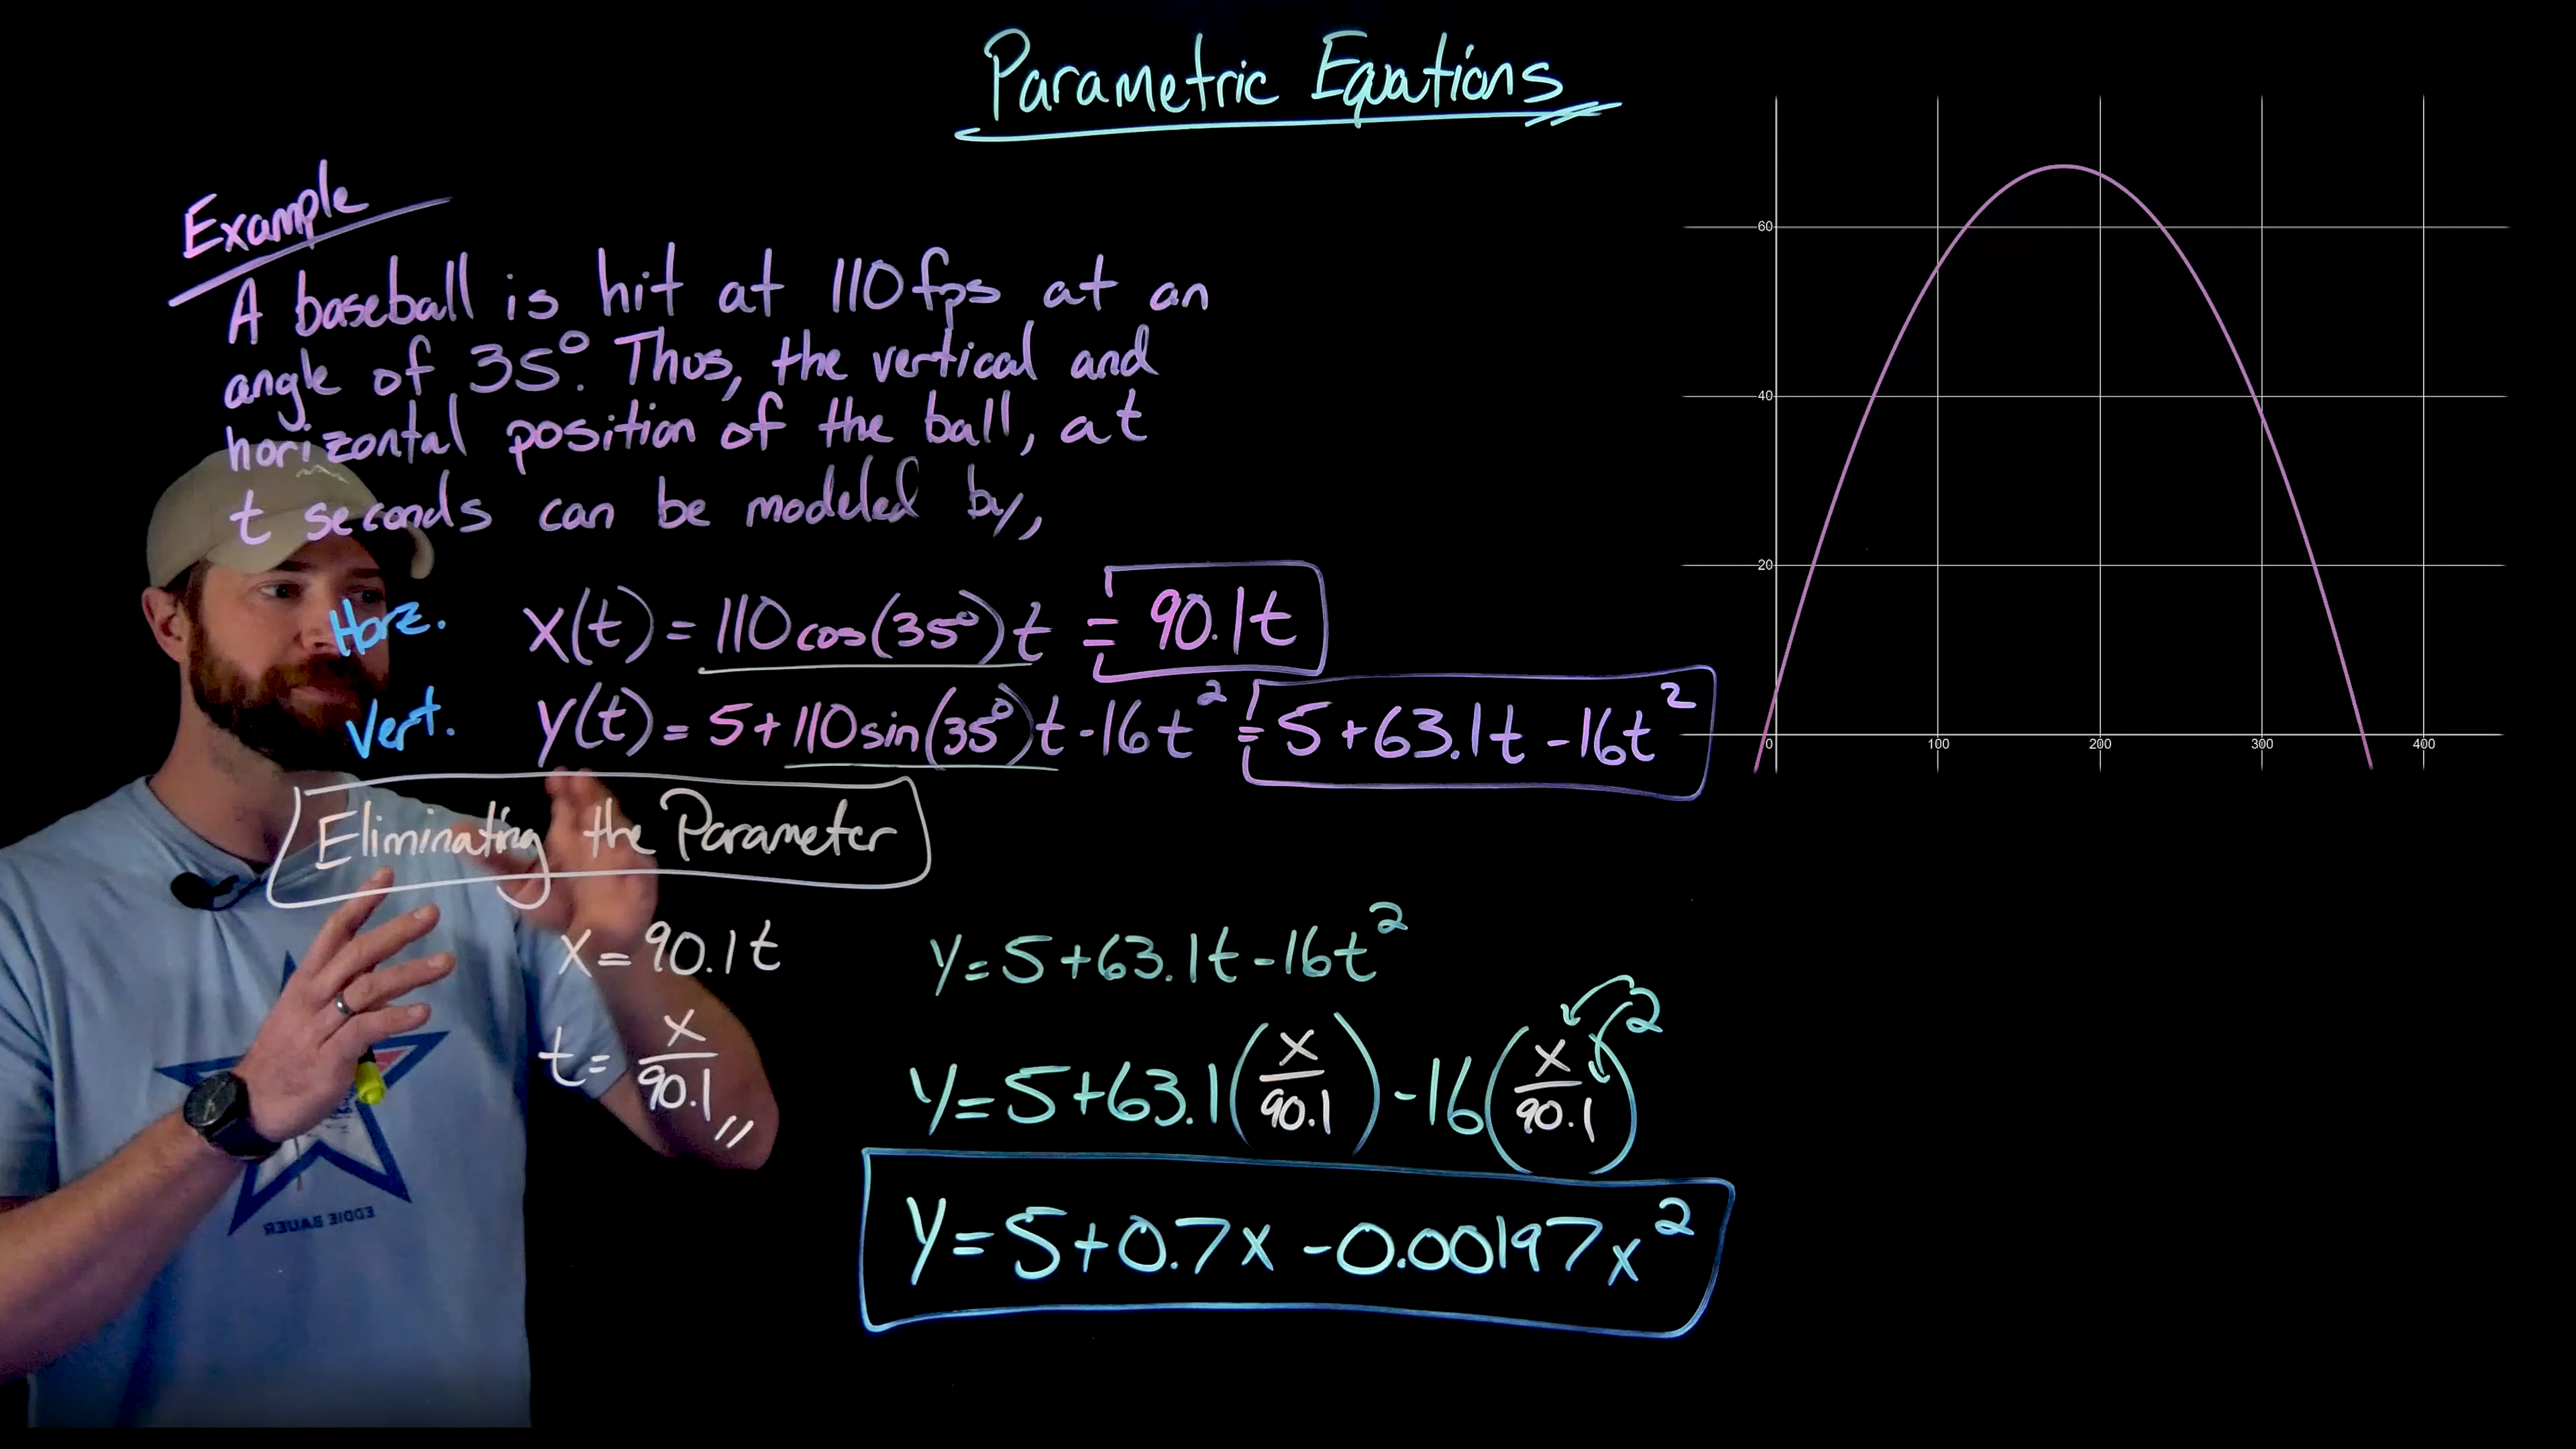 Parametric Equations
Example
A baseball is hit at 110fps at an
angle of 35°. Thus, the vertical and
horizontal position of the ball, at
t seconds can be modeled by,
Horz. x(t) = 110cos(35°)t = 90.1t
Vert. y(t) = 5+110sin(35°)t-16t² = 5+63.1t-16t²
Eliminating the Parameter
x=90.1t
t= x/90.1 "
y=5+63.1t-16t²
y=5+63.1(x/90.1)-16(x/90.1)²
y=5+0.7x-0.00197x²
60
40
20
0 100 200 300 400
EDDIE BAUER